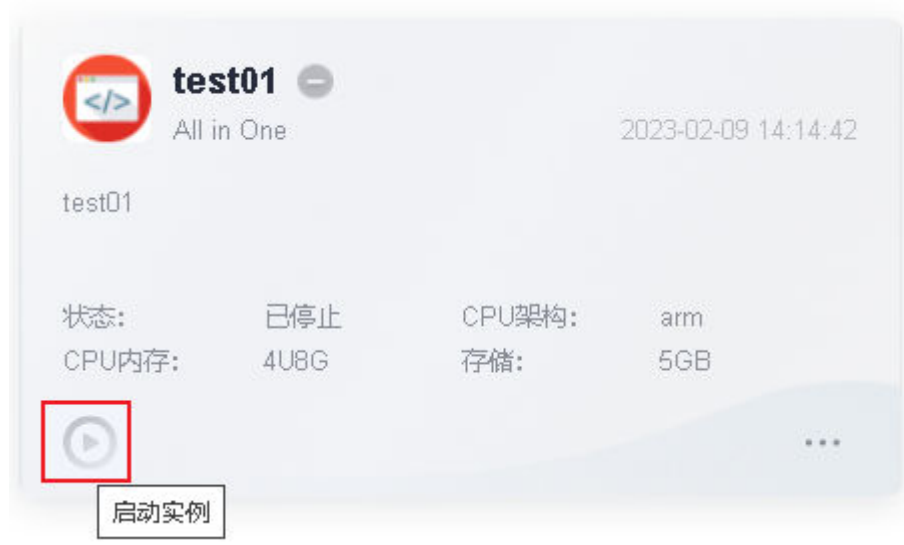 test01
</>
All in One
2023-02-09 14:14:42
test01
状态: 已停止 CPU架构: arm
CPU内存: 4U8G 存储: 5GB
启动实例